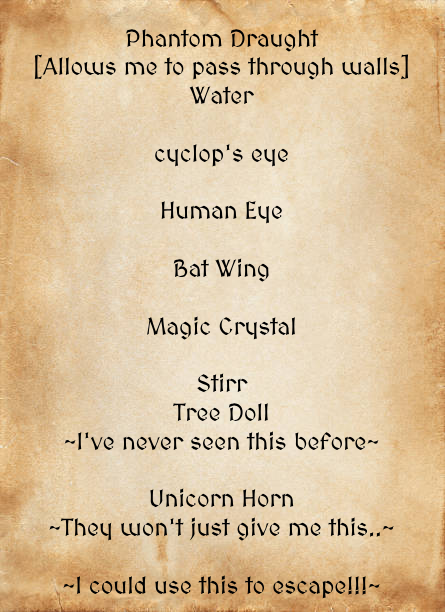 Phantom Draught
[Allows me to pass through walls]
Water
cyclop's eye
Human Eye
Bat Wing
Magic Crystal
Stirr
Tree Doll
~I've never seen this before~
Unicorn Horn
~They won't just give me this..~
~I could use this to escape!!!~